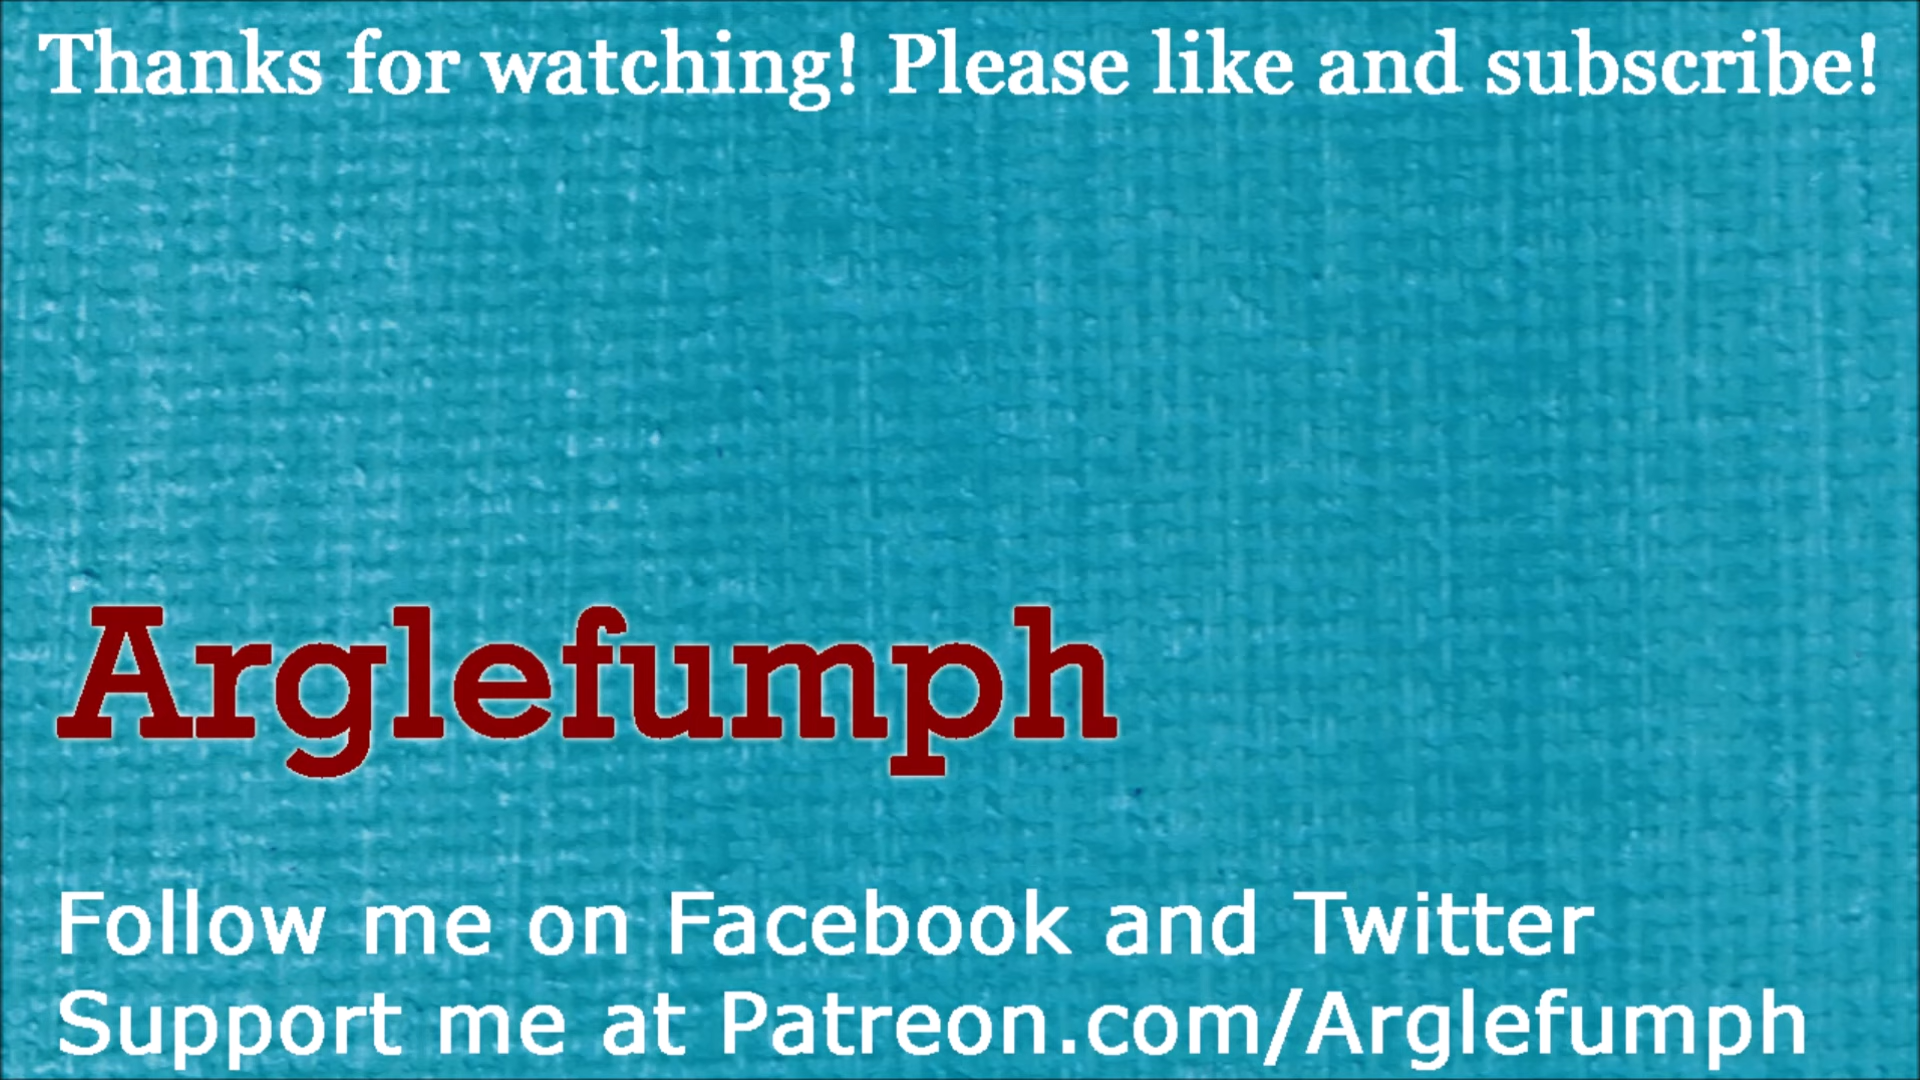 Thanks for watching! Please like and subscribe!
Arglefumph
Follow me on Facebook and Twitter
Support me at Patreon.com/Arglefumph